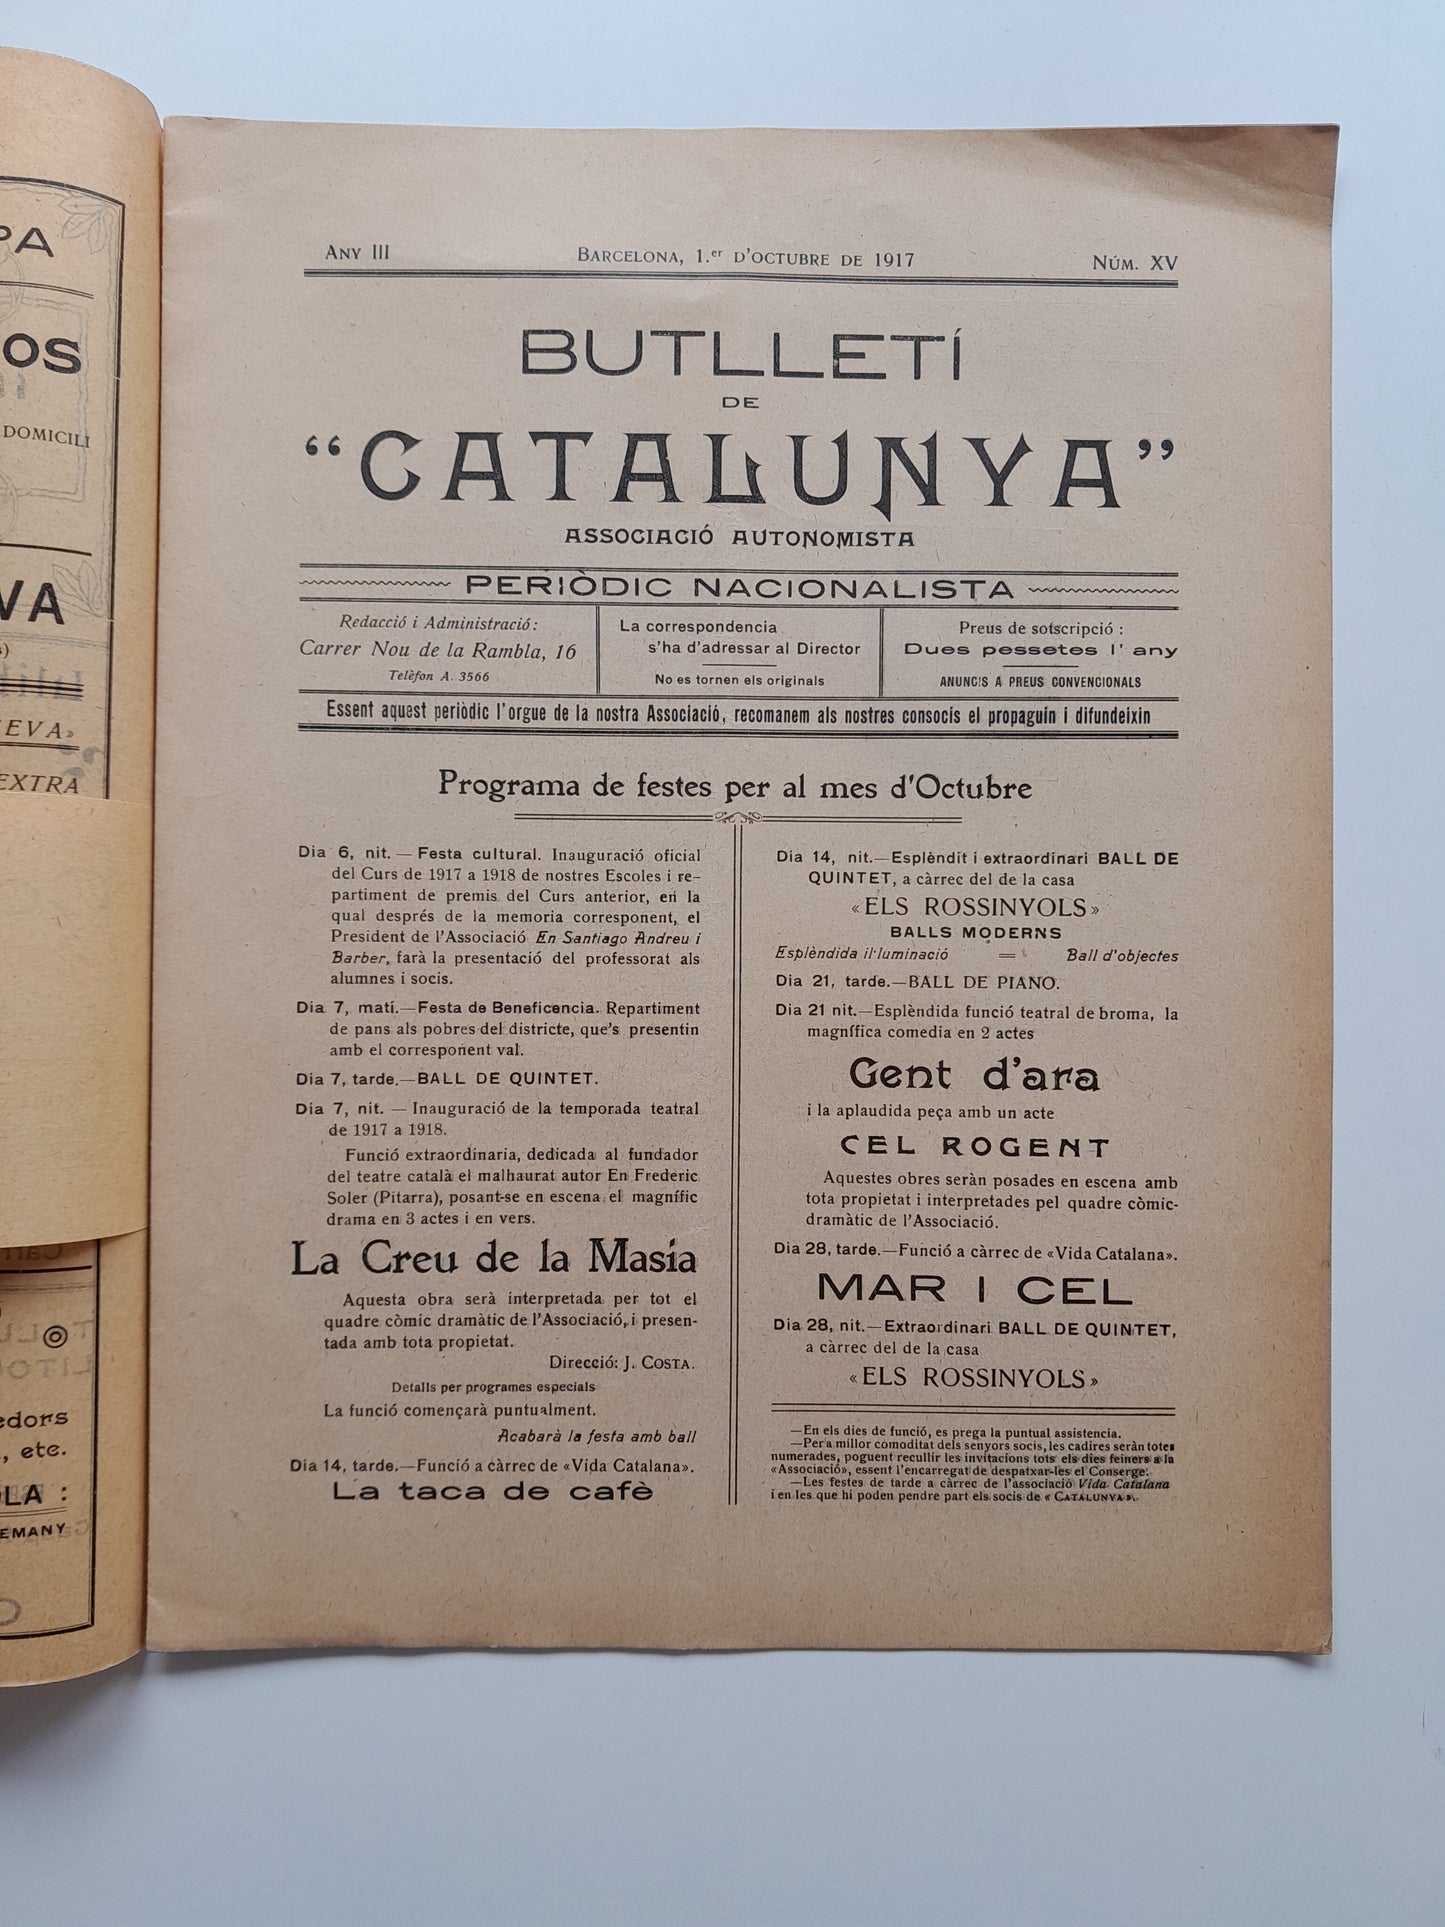 PA
OS
DOMICILI
VA
EVA»
EXTRA
edors
, etc.
LA :
EMANY
ANY III
BARCELONA, 1.er D'OCTUBRE DE 1917
NÚM. XV
BUTLLETÍ
DE
“CATALUNYA”
ASSOCIACIÓ AUTONOMISTA
PERIÒDIC NACIONALISTA
Redacció i Administració:
Carrer Nou de la Rambla, 16
Telèfon A. 3566
La correspondencia
s'ha d'adressar al Director
No es tornen els originals
Preus de sotscripció :
Dues pessetes l' any
ANUNCIS A PREUS CONVENCIONALS
Essent aquest periòdic l'orgue de la nostra Associació, recomanem als nostres consocis el propaguin i difundeixin
Programa de festes per al mes d'Octubre
Dia 6, nit. — Festa cultural. Inauguració oficial
del Curs de 1917 a 1918 de nostres Escoles i re-
partiment de premis del Curs anterior, en la
qual després de la memoria corresponent, el
President de l'Associació En Santiago Andreu i
Barber, farà la presentació del professorat als
alumnes i socis.
Dia 7, matí.—Festa de Beneficencia. Repartiment
de pans als pobres del districte, que's presentin
amb el corresponent val.
Dia 7, tarde.—BALL DE QUINTET.
Dia 7, nit. — Inauguració de la temporada teatral
de 1917 a 1918.
Funció extraordinaria, dedicada al fundador
del teatre català el malhaurat autor En Frederic
Soler (Pitarra), posant-se en escena el magnífic
drama en 3 actes i en vers.
La Creu de la Masia
Aquesta obra serà interpretada per tot el
quadre còmic dramàtic de l'Associació, i presen-
tada amb tota propietat.
Direcció: J. COSTA.
Detalls per programes especials
La funció començarà puntualment.
Acabarà la festa amb ball
Dia 14, tarde.—Funció a càrrec de «Vida Catalana».
La taca de cafè
Dia 14, nit.—Esplèndit i extraordinari BALL DE
QUINTET, a càrrec del de la casa
«ELS ROSSINYOLS»
BALLS MODERNS
Esplèndida il·luminació = Ball d'objectes
Dia 21, tarde.—BALL DE PIANO.
Dia 21 nit.—Esplèndida funció teatral de broma, la
magnífica comedia en 2 actes
Gent d'ara
i la aplaudida peça amb un acte
CEL ROGENT
Aquestes obres seràn posades en escena amb
tota propietat i interpretades pel quadre còmic-
dramàtic de l'Associació.
Dia 28, tarde.—Funció a càrrec de «Vida Catalana».
MAR I CEL
Dia 28, nit.—Extraordinari BALL DE QUINTET,
a càrrec del de la casa
«ELS ROSSINYOLS»
—En els dies de funció, es prega la puntual assistencia.
—Per a millor comoditat dels senyors socis, les cadires seràn totes
numerades, poguent recullir les invitacions tots els dies feiners a la
«Associació», essent l'encarregat de despatxar-les el Conserge.
—Les festes de tarde a càrrec de l'associació Vida Catalana
i en les que hi poden pendre part els socis de «CATALUNYA».